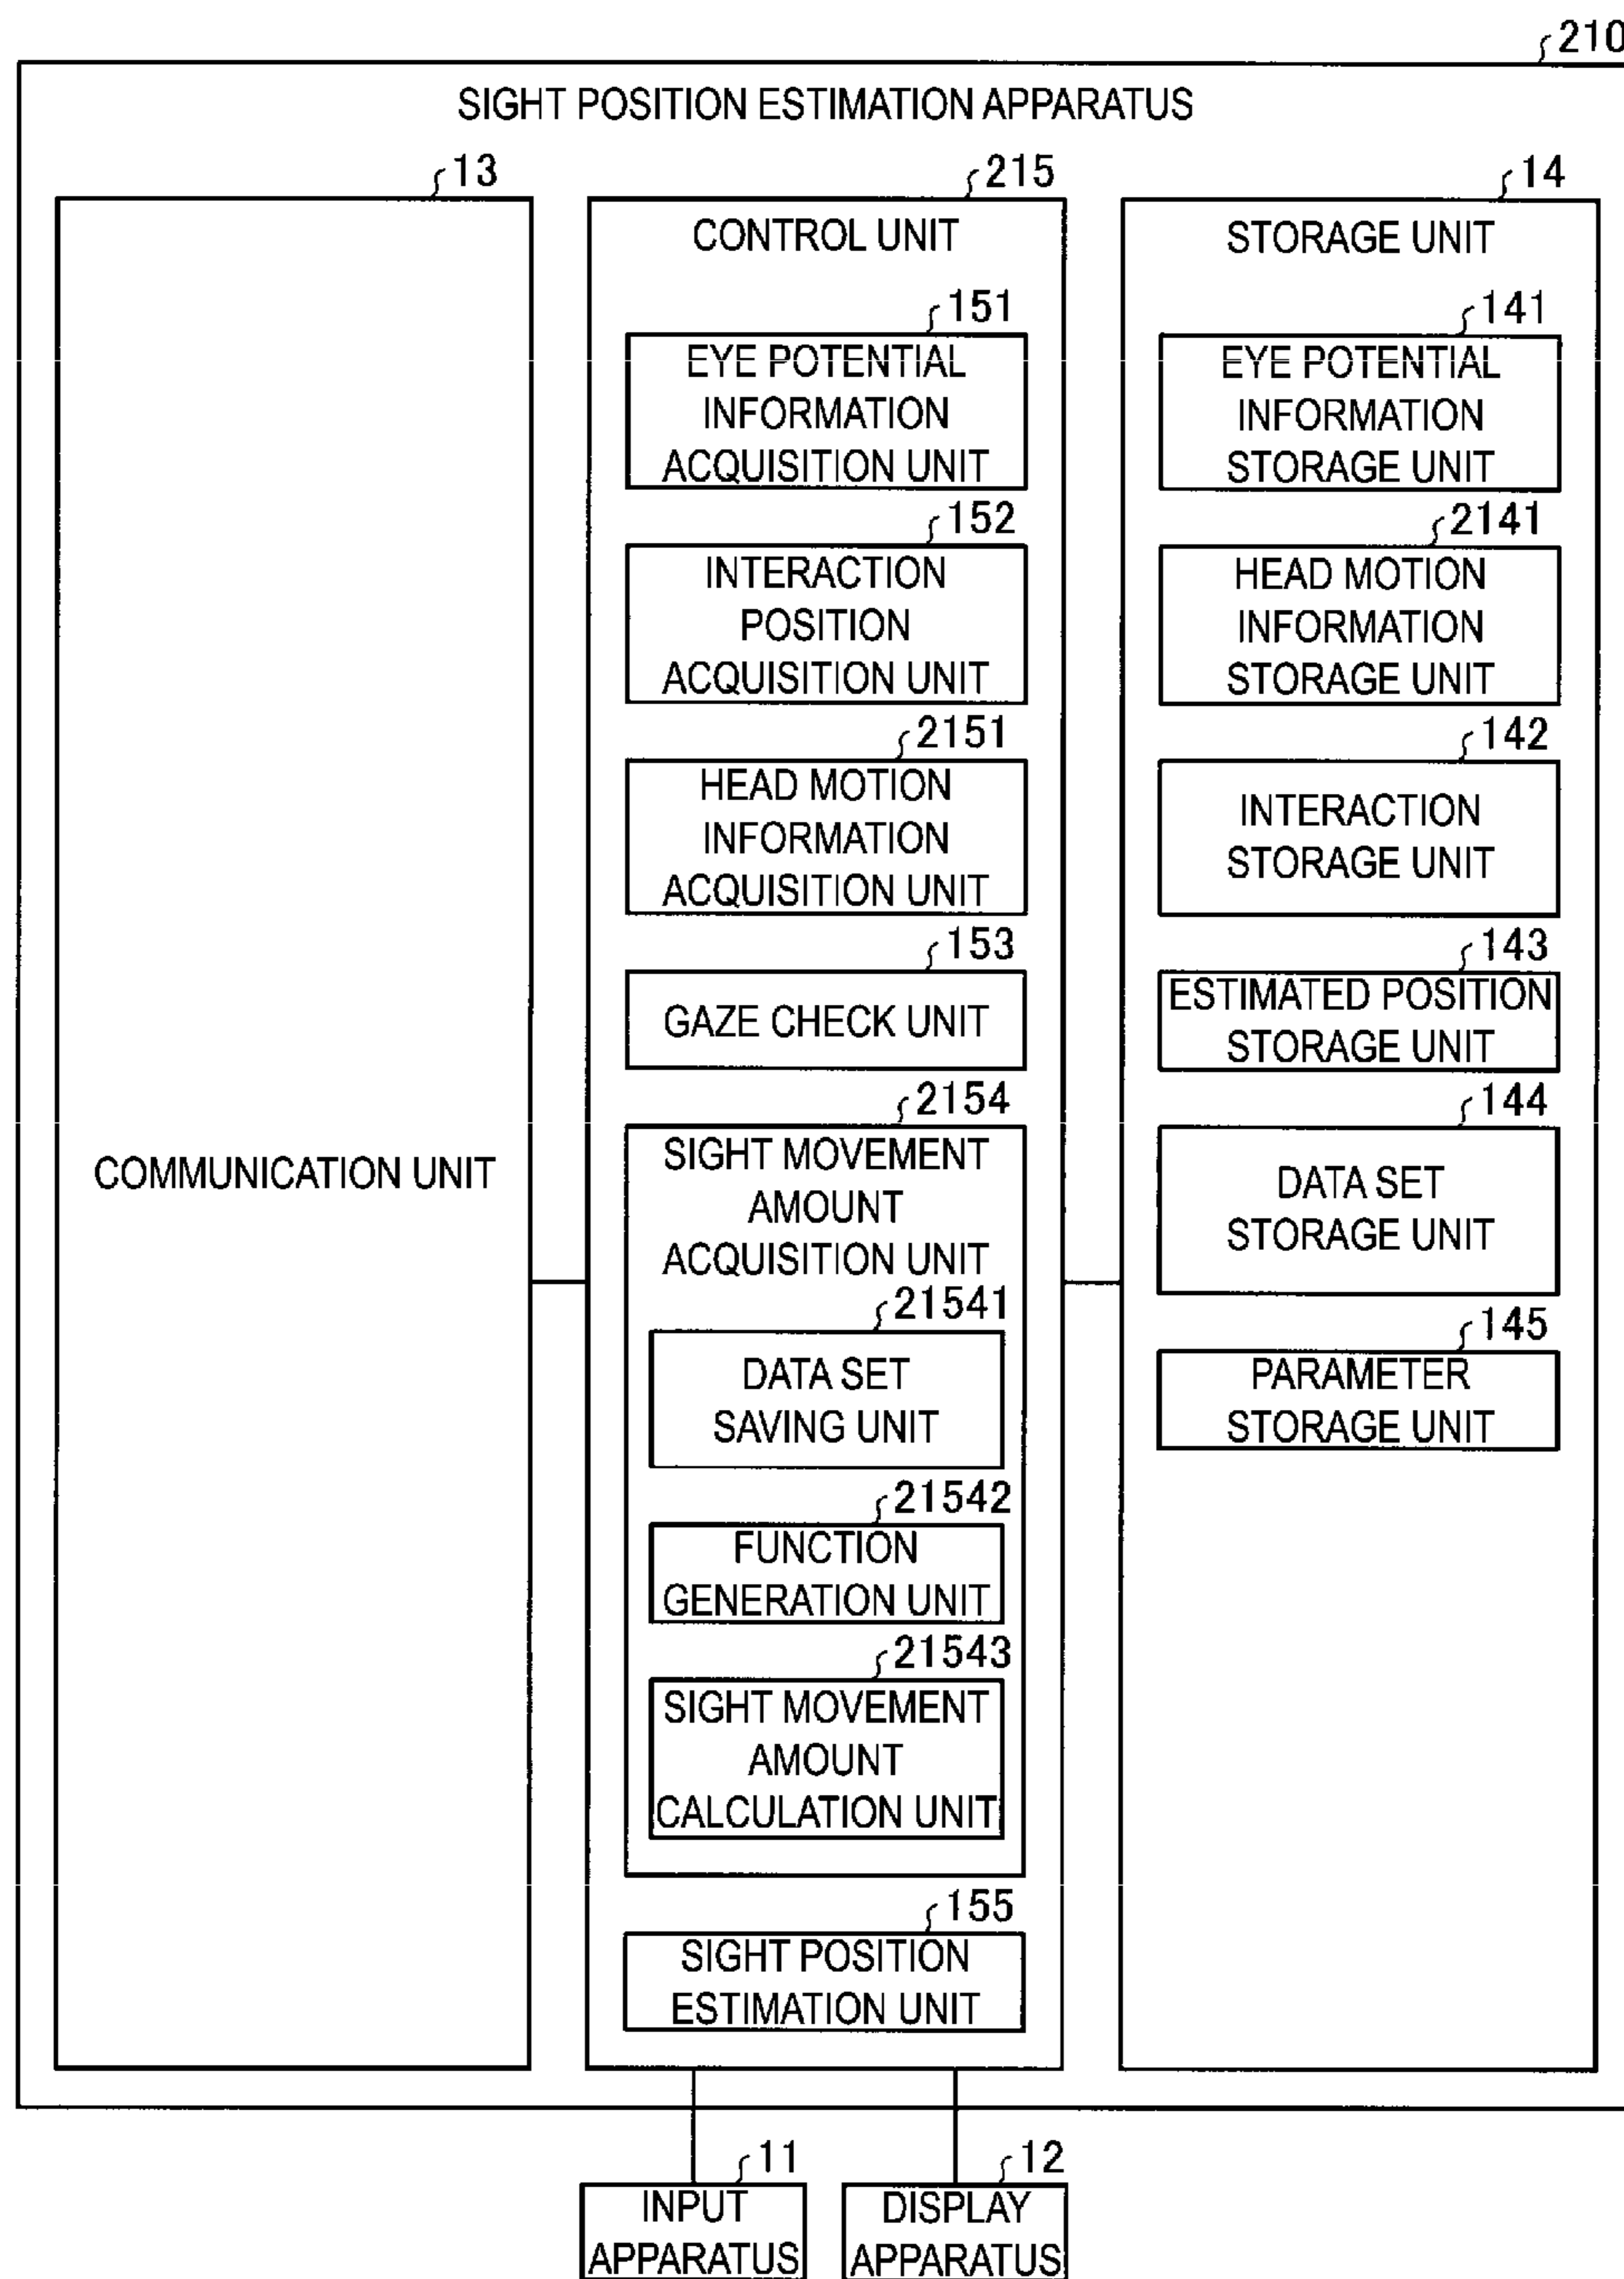 210
SIGHT POSITION ESTIMATION APPARATUS
13
COMMUNICATION UNIT
215
CONTROL UNIT
151
EYE POTENTIAL
INFORMATION
ACQUISITION UNIT
152
INTERACTION
POSITION
ACQUISITION UNIT
2151
HEAD MOTION
INFORMATION
ACQUISITION UNIT
153
GAZE CHECK UNIT
2154
SIGHT MOVEMENT
AMOUNT
ACQUISITION UNIT
21541
DATA SET
SAVING UNIT
21542
FUNCTION
GENERATION UNIT
21543
SIGHT MOVEMENT
AMOUNT
CALCULATION UNIT
155
SIGHT POSITION
ESTIMATION UNIT
14
STORAGE UNIT
141
EYE POTENTIAL
INFORMATION
STORAGE UNIT
2141
HEAD MOTION
INFORMATION
STORAGE UNIT
142
INTERACTION
STORAGE UNIT
143
ESTIMATED POSITION
STORAGE UNIT
144
DATA SET
STORAGE UNIT
145
PARAMETER
STORAGE UNIT
11
INPUT
APPARATUS
12
DISPLAY
APPARATUS